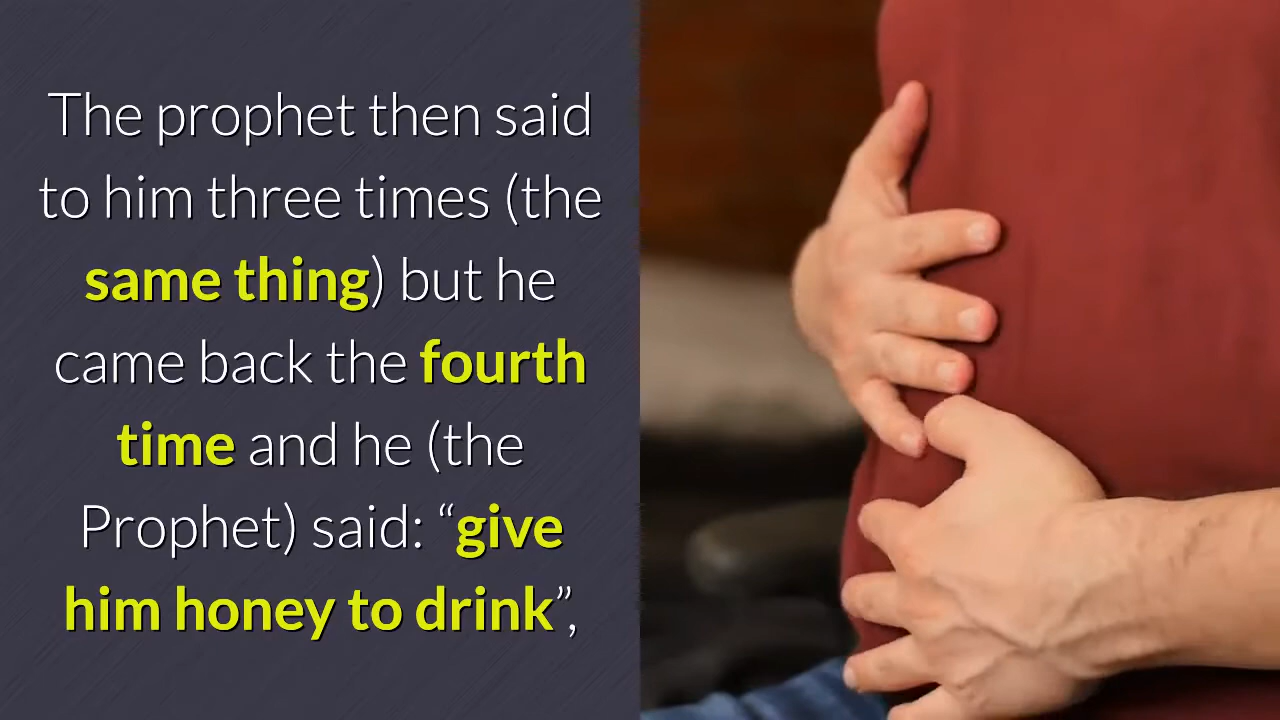 The prophet then said
to him three times (the
same thing) but he
came back the fourth
time and he (the
Prophet) said: “give
him honey to drink”,